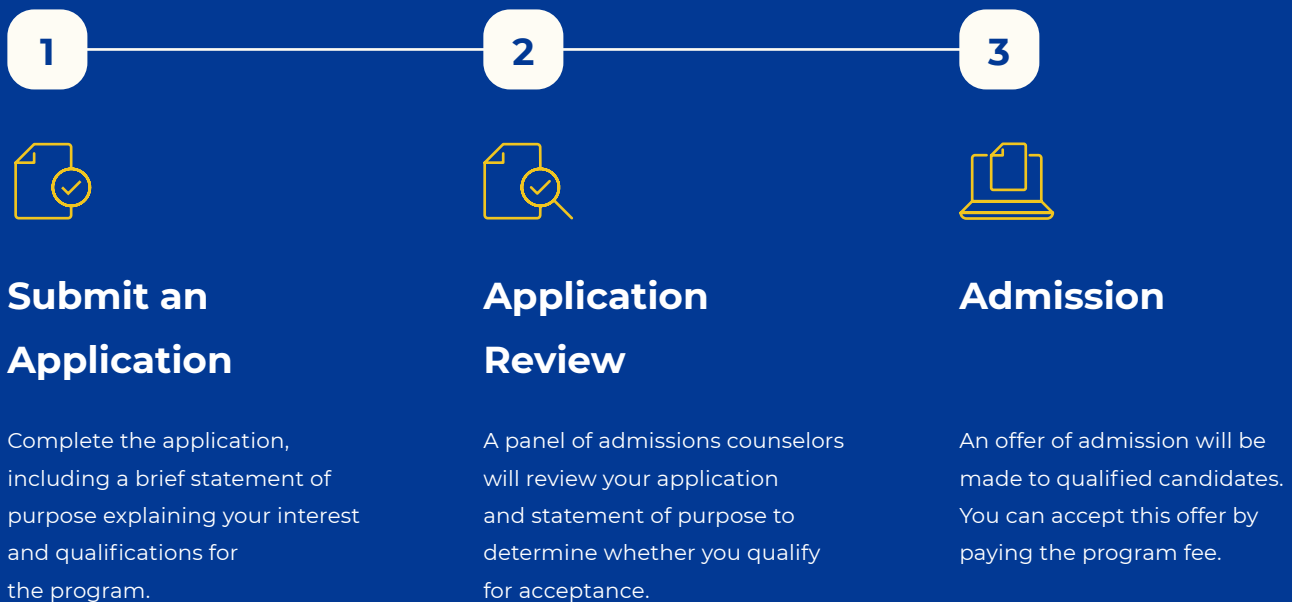 1
2
3
Submit an
Application
Complete the application,
including a brief statement of
purpose explaining your interest
and qualifications for
the program.
Application
Review
A panel of admissions counselors
will review your application
and statement of purpose to
determine whether you qualify
for acceptance.
Admission
An offer of admission will be
made to qualified candidates.
You can accept this offer by
paying the program fee.